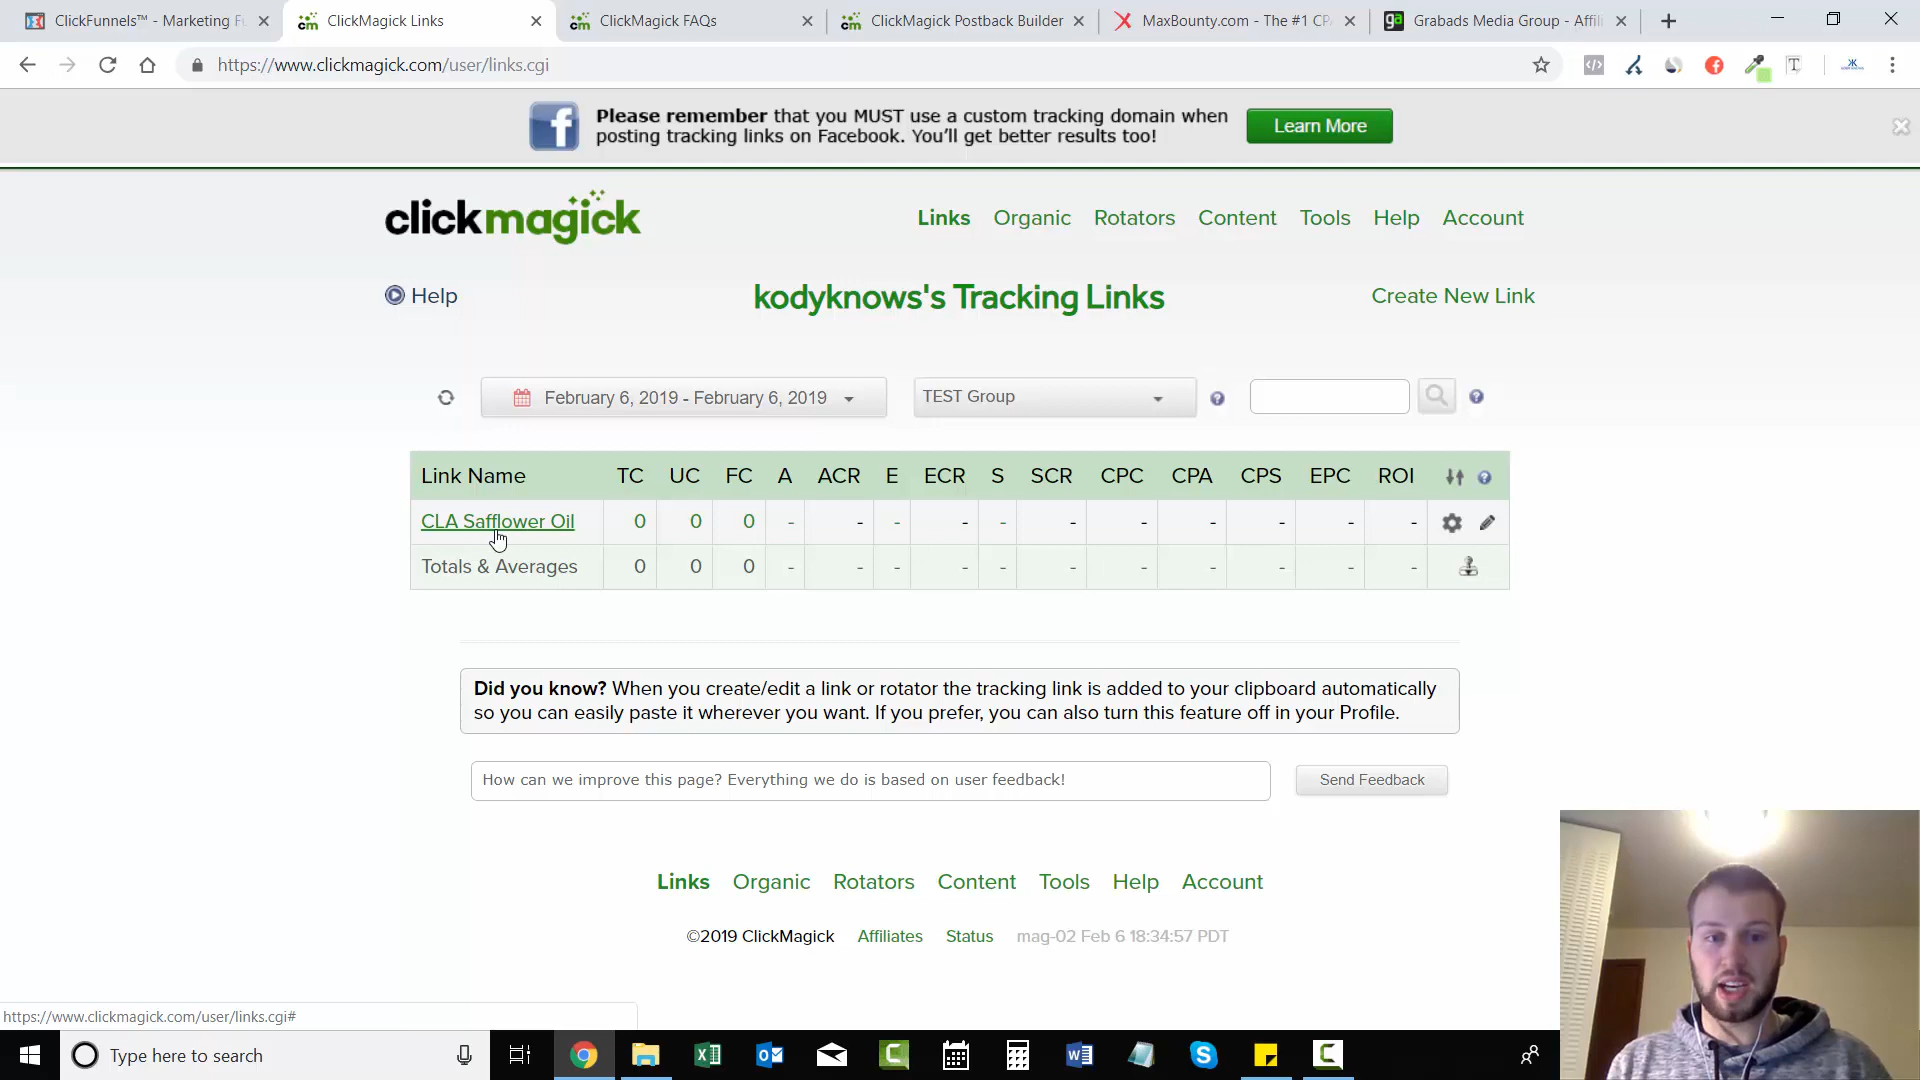 ClickFunnels™ - Marketing Fu
ClickMagick Links
ClickMagick FAQs
ClickMagick Postback Builder
MaxBounty.com - The #1 CP
Grabads Media Group - Affili
https://www.clickmagick.com/user/links.cgi
Please remember that you MUST use a custom tracking domain when
posting tracking links on Facebook. You'll get better results too!
Learn More
clickmagick
Links Organic Rotators Content Tools Help Account
Help
kodyknows's Tracking Links
Create New Link
February 6, 2019 - February 6, 2019
TEST Group
Link Name TC UC FC A ACR E ECR S SCR CPC CPA CPS EPC ROI
CLA Safflower Oil 0 0 0 - - - - - - - - - - -
Totals & Averages 0 0 0 - - - - - - - - - - -
Did you know? When you create/edit a link or rotator the tracking link is added to your clipboard automatically
so you can easily paste it wherever you want. If you prefer, you can also turn this feature off in your Profile.
How can we improve this page? Everything we do is based on user feedback!
Send Feedback
Links Organic Rotators Content Tools Help Account
©2019 ClickMagick Affiliates Status mag-02 Feb 6 18:34:57 PDT
https://www.clickmagick.com/user/links.cgi#
Type here to search